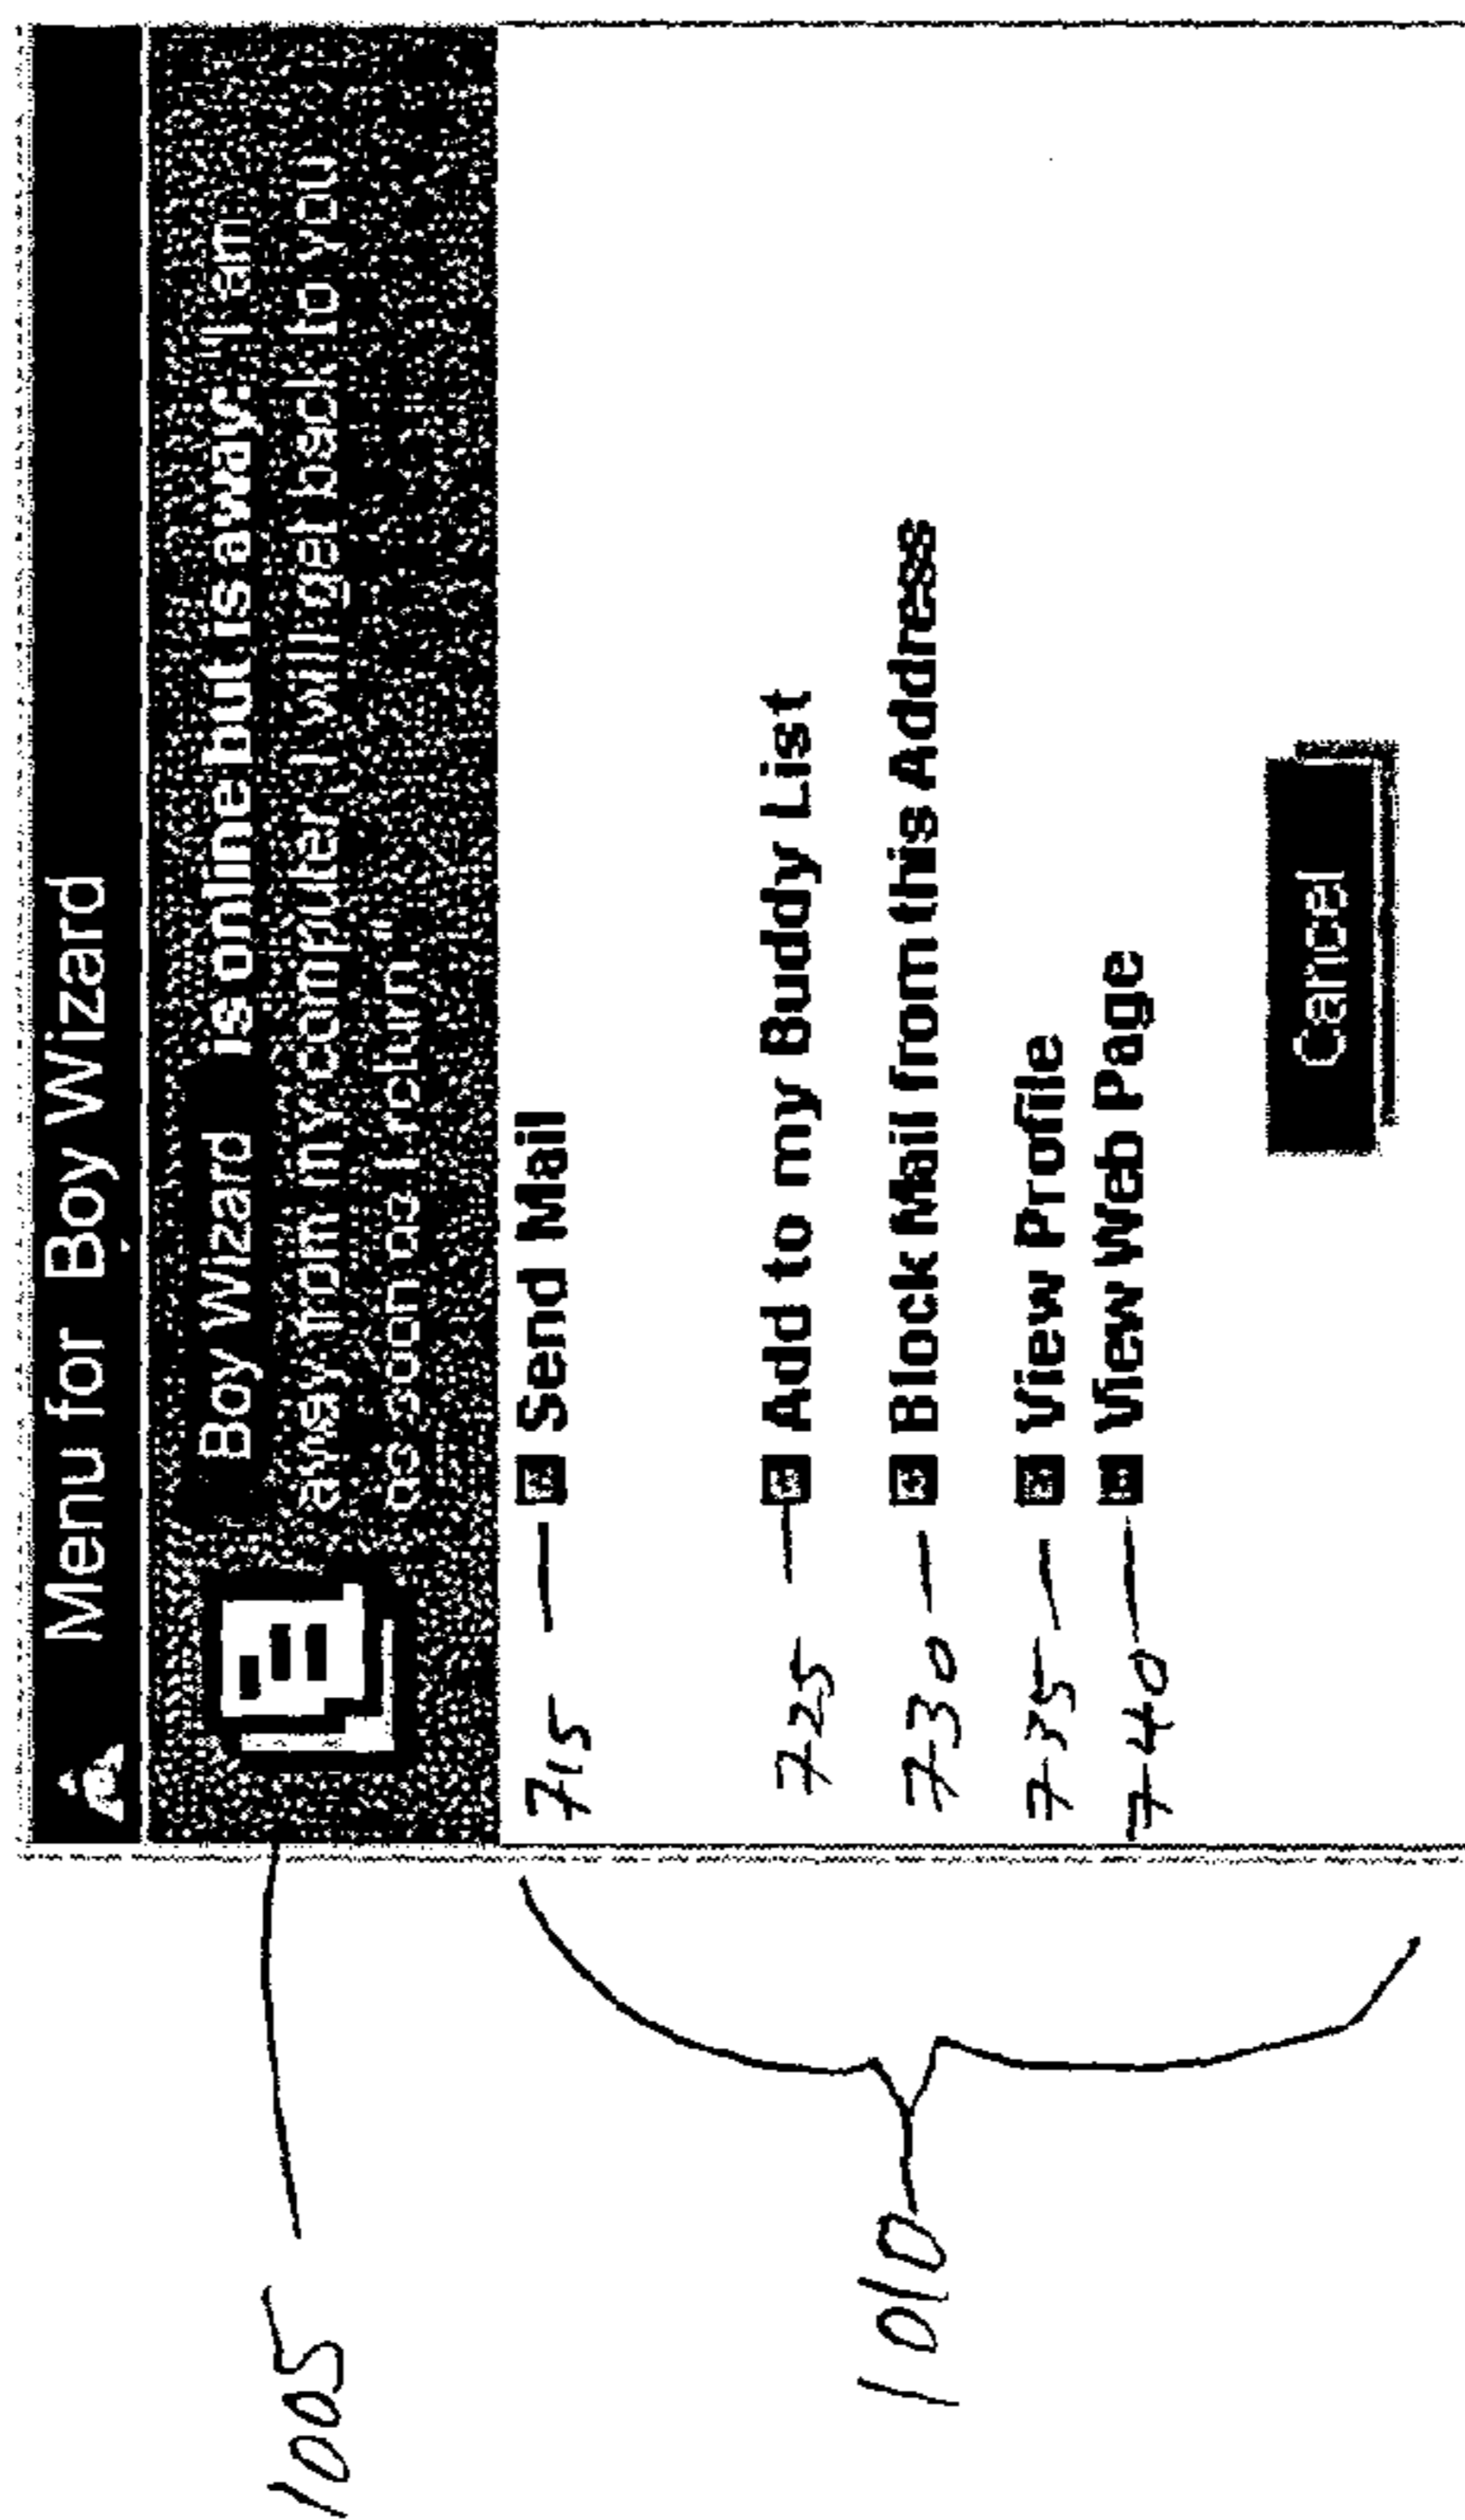 Menu for Boy Wizard
Boy Wizard is online but is away I am
away from my computer. I will get back to you
as soon as I return.
715 Send Mail
725 Add to my Buddy List
730 Block Mail from this Address
735 View Profile
740 View Web Page
Cancel
1005
1010